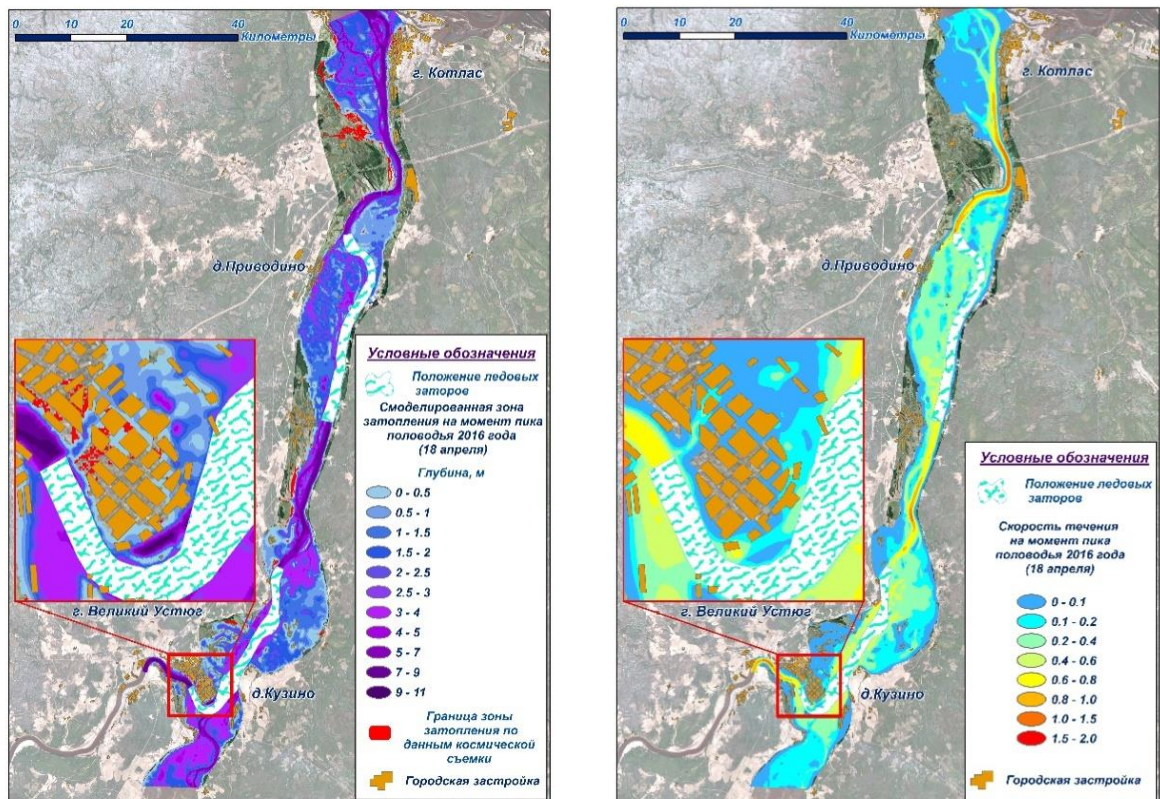 0 10 20 40
Километры
г. Котлас
д.Приводино
г. Великий Устюг
д.Кузино
Условные обозначения
Положение ледовых
заторов
Смоделированная зона
затопления на момент пика
половодья 2016 года
(18 апреля)
Глубина, м
0 - 0.5
0.5 - 1
1 - 1.5
1.5 - 2
2 - 2.5
2.5 - 3
3 - 4
4 - 5
5 - 7
7 - 9
9 - 11
Граница зоны
затопления по
данным космической
съемки
Городская застройка
0 10 20 40
Километры
г. Котлас
д.Приводино
г. Великий Устюг
д.Кузино
Условные обозначения
Положение ледовых
заторов
Скорость течения
на момент пика
половодья 2016 года
(18 апреля)
0 - 0.1
0.1 - 0.2
0.2 - 0.4
0.4 - 0.6
0.6 - 0.8
0.8 - 1.0
1.0 - 1.5
1.5 - 2.0
Городская застройка